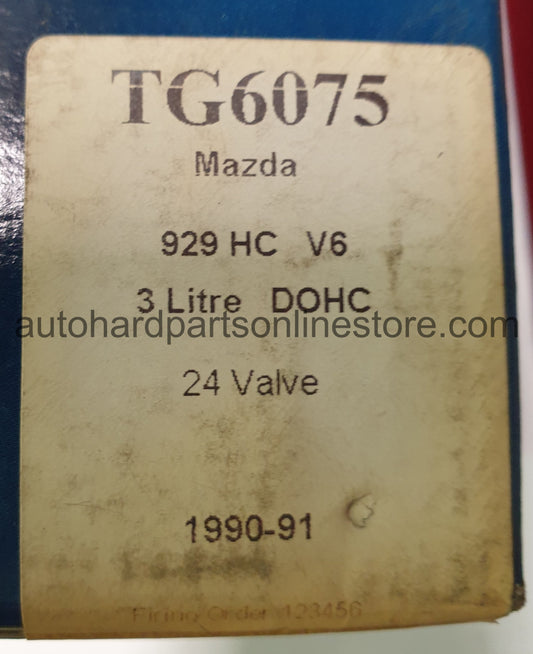 TG6075
Mazda
929 HC V6
3 Litre DOHC
autohardpartsonlinestore.com
24 Valve
1990-91
Firing Order 123456